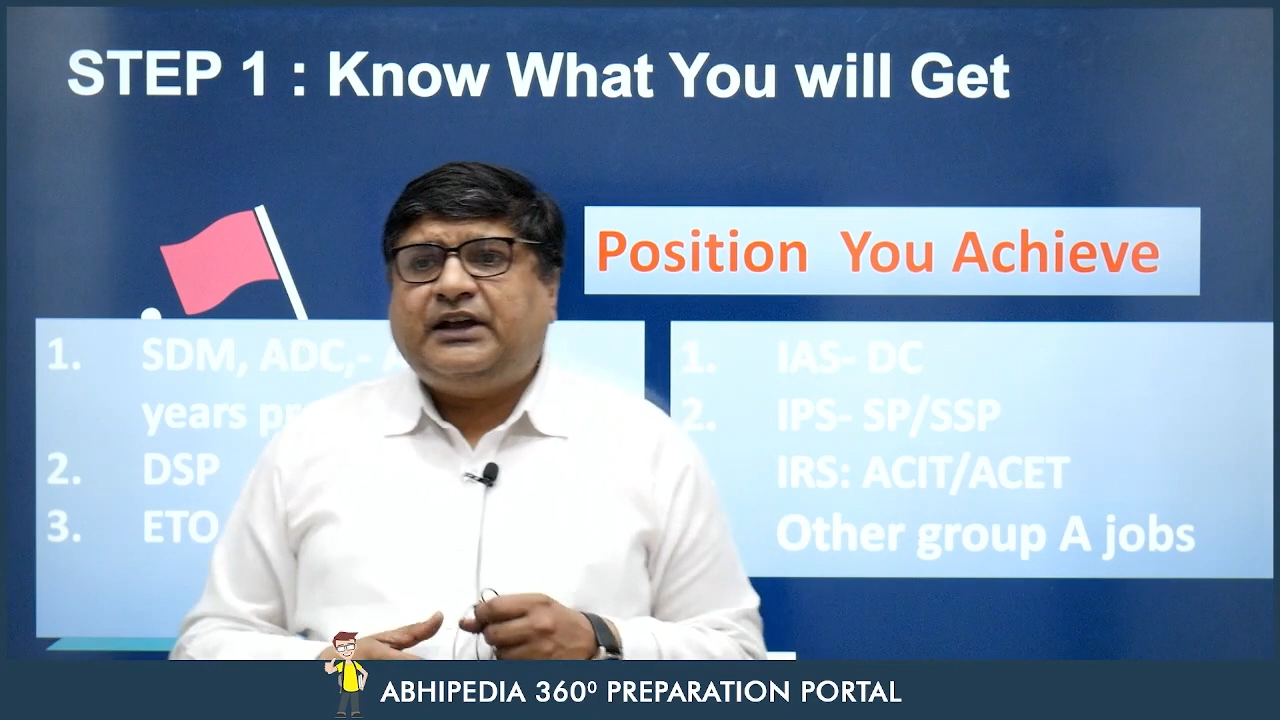 STEP 1 : Know What You will Get
Position You Achieve
1. SDM, ADC,-
years
2. DSP
3. ETO
1. IAS- DC
2. IPS- SP/SSP
IRS: ACIT/ACET
Other group A jobs
ABHIPEDIA 360⁰ PREPARATION PORTAL